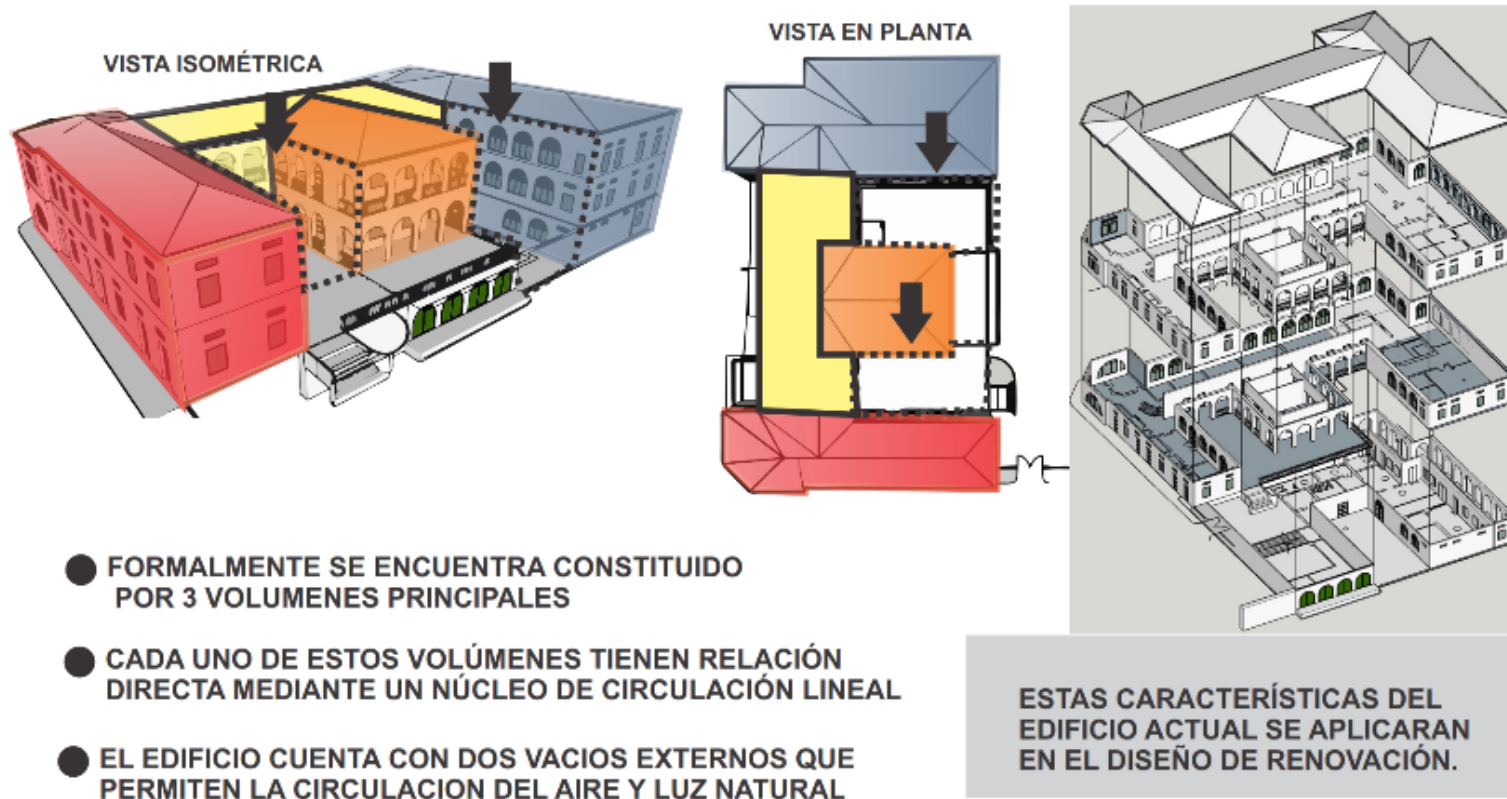 VISTA ISOMÉTRICA
VISTA EN PLANTA
FORMALMENTE SE ENCUENTRA CONSTITUIDO
POR 3 VOLUMENES PRINCIPALES
CADA UNO DE ESTOS VOLÚMENES TIENEN RELACIÓN
DIRECTA MEDIANTE UN NÚCLEO DE CIRCULACIÓN LINEAL
EL EDIFICIO CUENTA CON DOS VACIOS EXTERNOS QUE
PERMITEN LA CIRCULACION DEL AIRE Y LUZ NATURAL
ESTAS CARACTERÍSTICAS DEL
EDIFICIO ACTUAL SE APLICARAN
EN EL DISEÑO DE RENOVACIÓN.